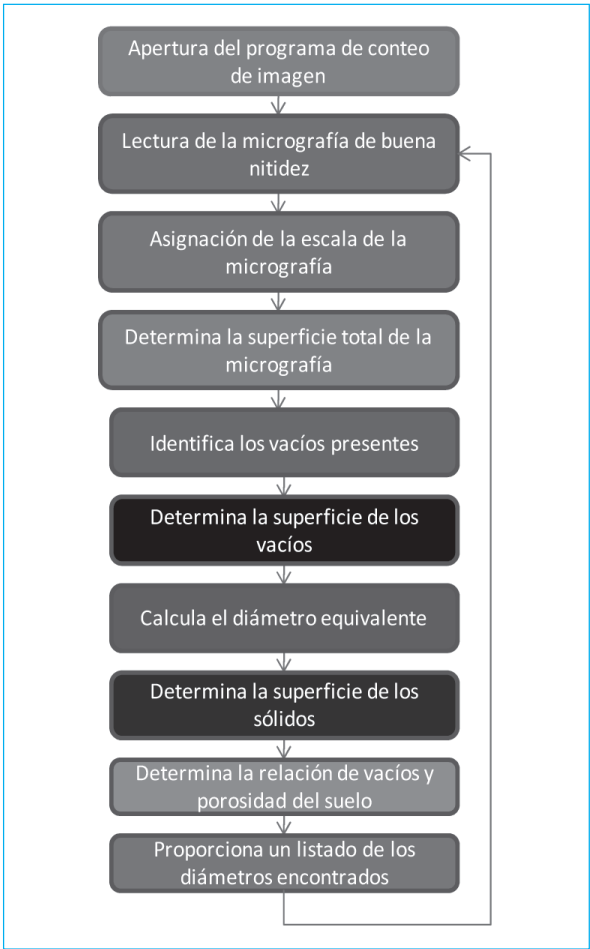 Apertura del programa de conteo
de imagen
Lectura de la micrografía de buena
nitidez
Asignación de la escala de la
micrografía
Determina la superficie total de la
micrografía
Identifica los vacíos presentes
Determina la superficie de los
vacíos
Calcula el diámetro equivalente
Determina la superficie de los
sólidos
Determina la relación de vacíos y
porosidad del suelo
Proporciona un listado de los
diámetros encontrados